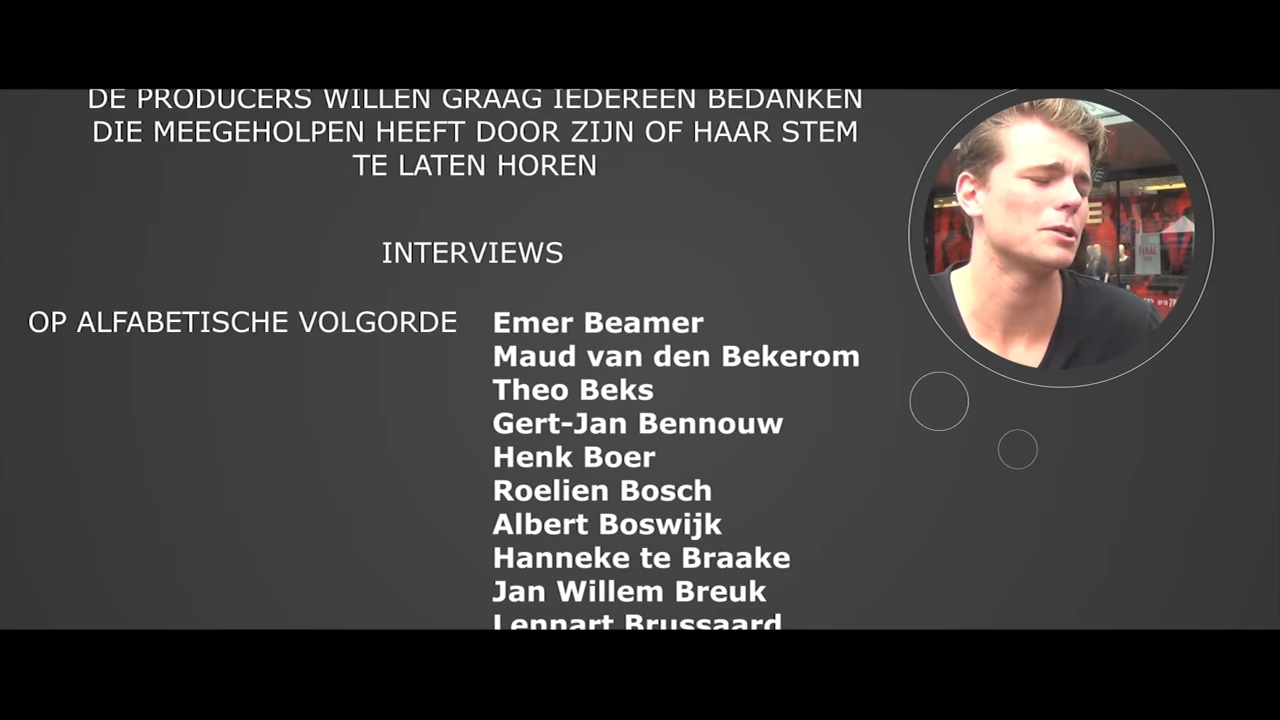 DE PRODUCERS WILLEN GRAAG IEDEREEN BEDANKEN
DIE MEEGEHOLPEN HEEFT DOOR ZIJN OF HAAR STEM
TE LATEN HOREN
INTERVIEWS
OP ALFABETISCHE VOLGORDE
Emer Beamer
Maud van den Bekerom
Theo Beks
Gert-Jan Bennouw
Henk Boer
Roelien Bosch
Albert Boswijk
Hanneke te Braake
Jan Willem Breuk
Lennart Brussaard